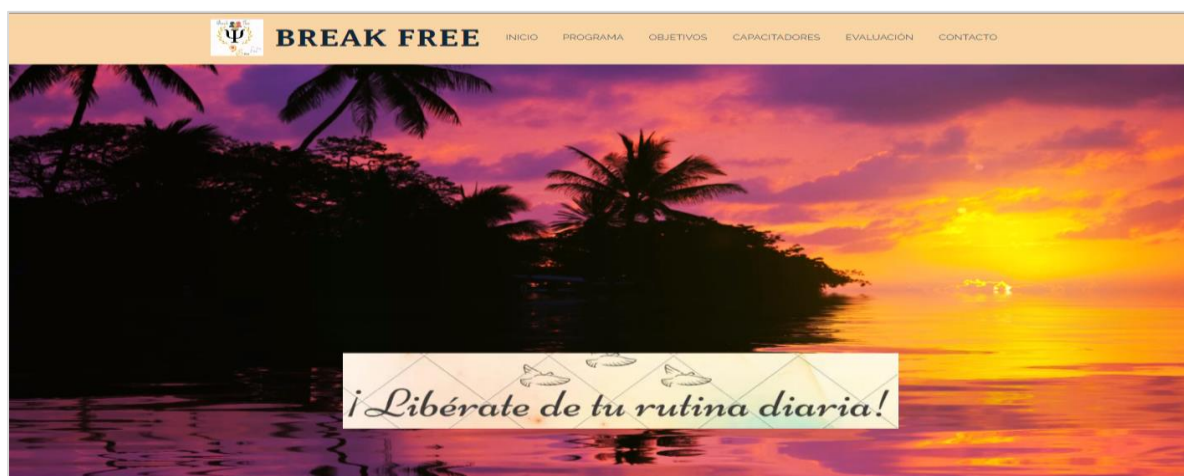 BREAK FREE INICIO PROGRAMA OBJETIVOS CAPACITADORES EVALUACIÓN CONTACTO
Ψ
¡Libérate de tu rutina diaria!